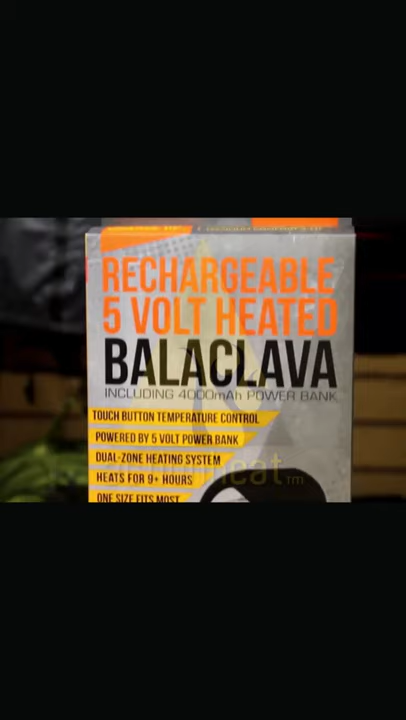 RECHARGEABLE
5 VOLT HEATED
BALACLAVA
INCLUDING 4000mAh POWER BANK
TOUCH BUTTON TEMPERATURE CONTROL
POWERED BY 5 VOLT POWER BANK
DUAL-ZONE HEATING SYSTEM
HEATS FOR 9+ HOURS
ONE SIZE FITS MOST